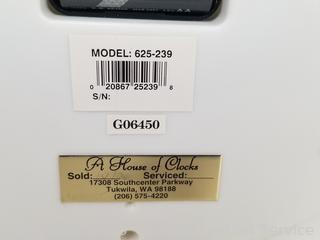 MODEL: 625-239
0 20867 25239 8
S/N:
G06450
A House of Clocks
Sold: Serviced:
17308 Southcenter Parkway
Tukwila, WA 98188
(206) 575-4220